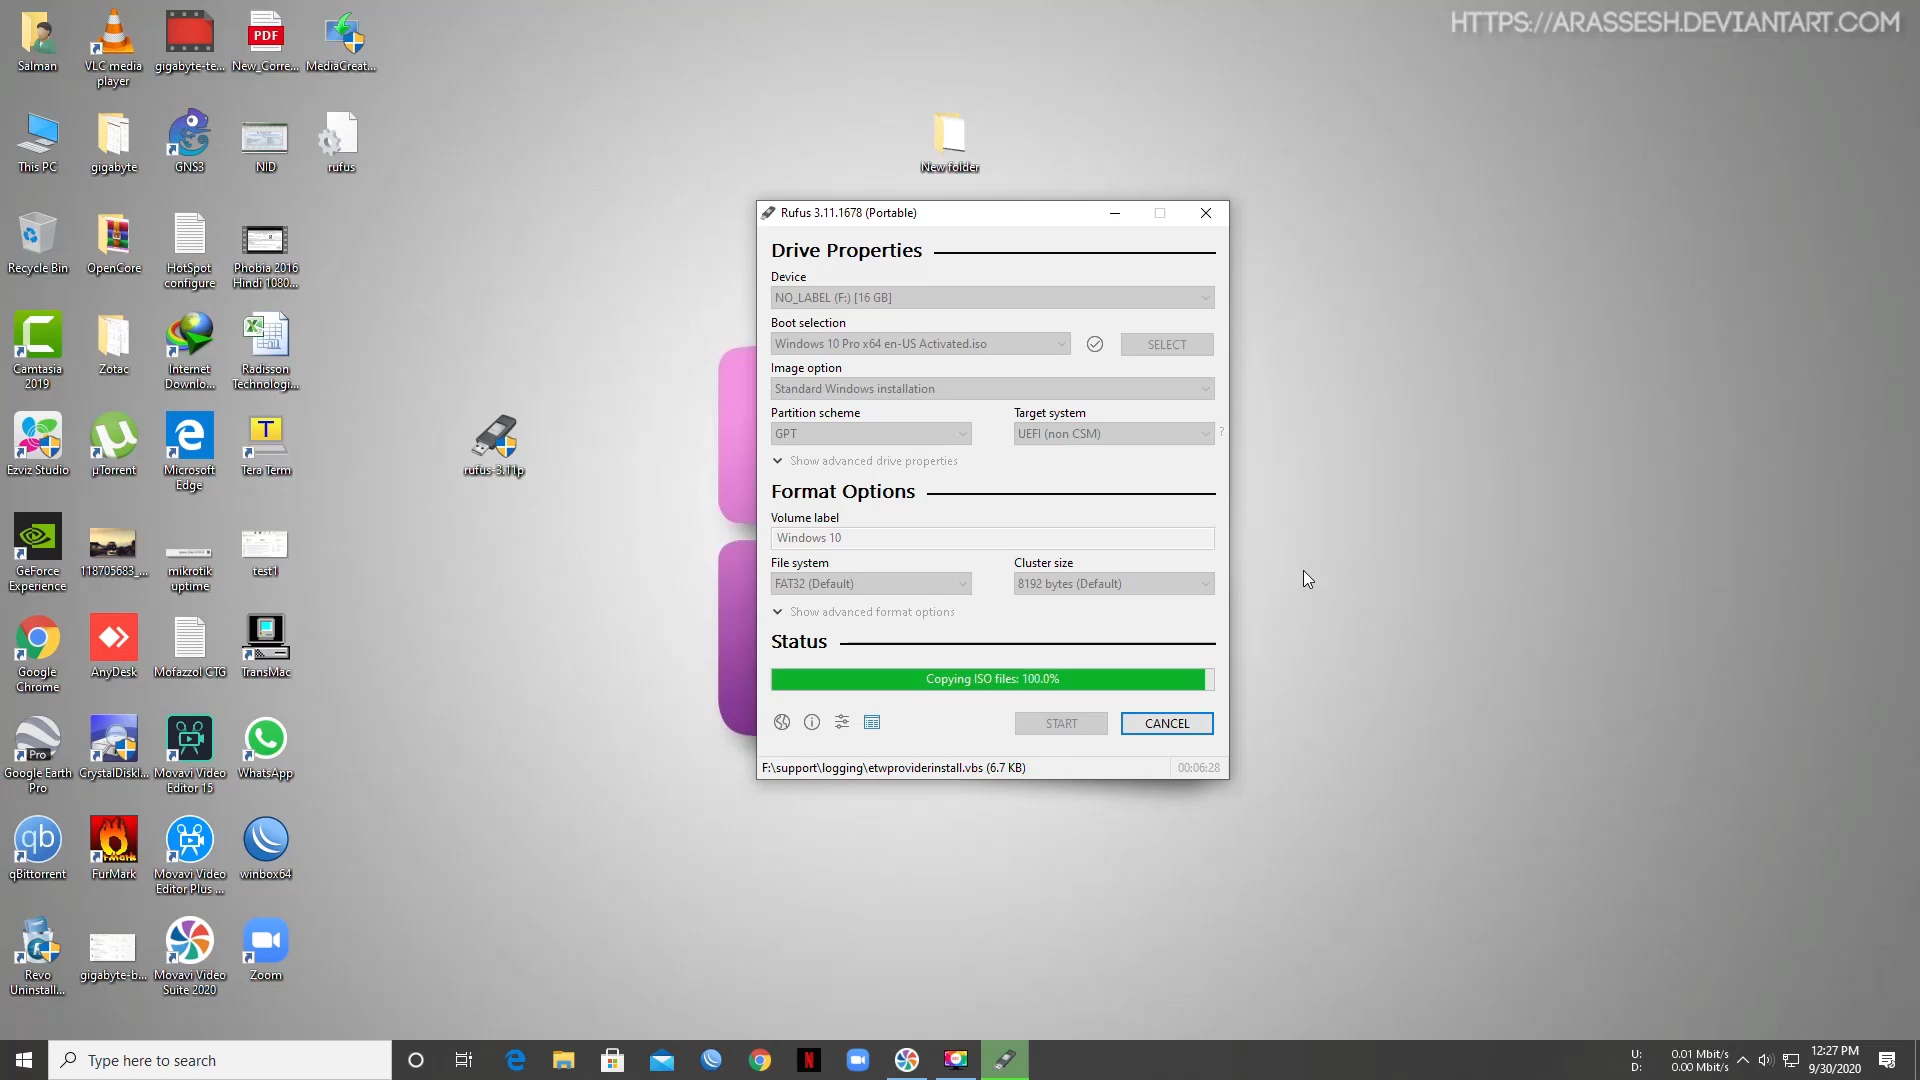 HTTPS://ARASSESH.DEVIANTART.COM
Salman
VLC media
player
gigabyte-te...
New_Corre...
MediaCreat...
PDF
This PC
gigabyte
GNS3
NID
rufus
New folder
Recycle Bin
OpenCore
HotSpot
configure
Phobia 2016
Hindi 1080...
Camtasia
2019
Zotac
Internet
Downlo...
Radisson
Technologi...
Ezviz Studio
µTorrent
Microsoft
Edge
Tera Term
rufus-3.11p
GeForce
Experience
118705683_...
mikrotik
uptime
test1
Google
Chrome
AnyDesk
Mofazzol CTG
TransMac
Pro
Google Earth
Pro
CrystalDiskI...
Movavi Video
Editor 15
WhatsApp
qb
qBittorrent
FurMark
Movavi Video
Editor Plus ...
winbox64
Revo
Uninstall...
gigabyte-b...
Movavi Video
Suite 2020
Zoom
Rufus 3.11.1678 (Portable)
Drive Properties
Device
NO_LABEL (F:) [16 GB]
Boot selection
Windows 10 Pro x64 en-US Activated.iso
SELECT
Image option
Standard Windows installation
Partition scheme
Target system
GPT
UEFI (non CSM)
?
Show advanced drive properties
Format Options
Volume label
Windows 10
File system
Cluster size
FAT32 (Default)
8192 bytes (Default)
Show advanced format options
Status
Copying ISO files: 100.0%
START
CANCEL
F:\support\logging\etwproviderinstall.vbs (6.7 KB)
00:06:28
Type here to search
U: 0.01 Mbit/s
D: 0.00 Mbit/s
12:27 PM
9/30/2020